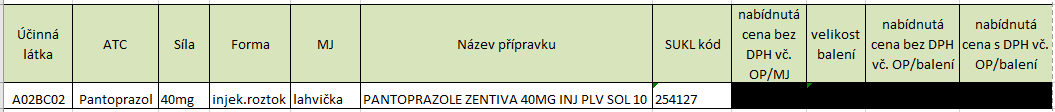 Účinná látka
ATC
Síla
Forma
MJ
Název přípravku
SUKL kód
nabídnutá cena bez DPH vč. OP/MJ
velikost balení
nabídnutá cena bez DPH vč. OP/balení
nabídnutá cena s DPH vč. OP/balení
A02BC02
Pantoprazol
40mg
injek.roztok
lahvička
PANTOPRAZOLE ZENTIVA 40MG INJ PLV SOL 10
254127